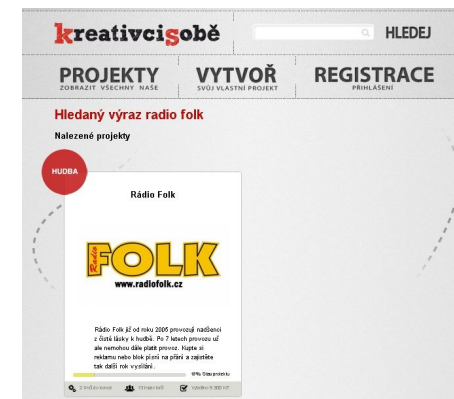 kreativcisobě
HLEDEJ
PROJEKTY
ZOBRAZIT VŠECHNY NAŠE
VYTVOŘ
SVŮJ VLASTNÍ PROJEKT
REGISTRACE
PŘIHLÁŠENÍ
Hledaný výraz radio folk
Nalezené projekty
HUDBA
Rádio Folk
Radio FOLK
www.radiofolk.cz
Rádio Folk již od roku 2005 provozují nadšenci
z čisté lásky k hudbě. Po 7 letech provozu už
ale nemohou dále platit provoz. Kupte si
reklamu nebo blok písní na přání a zajistěte
tak další rok vysílání.